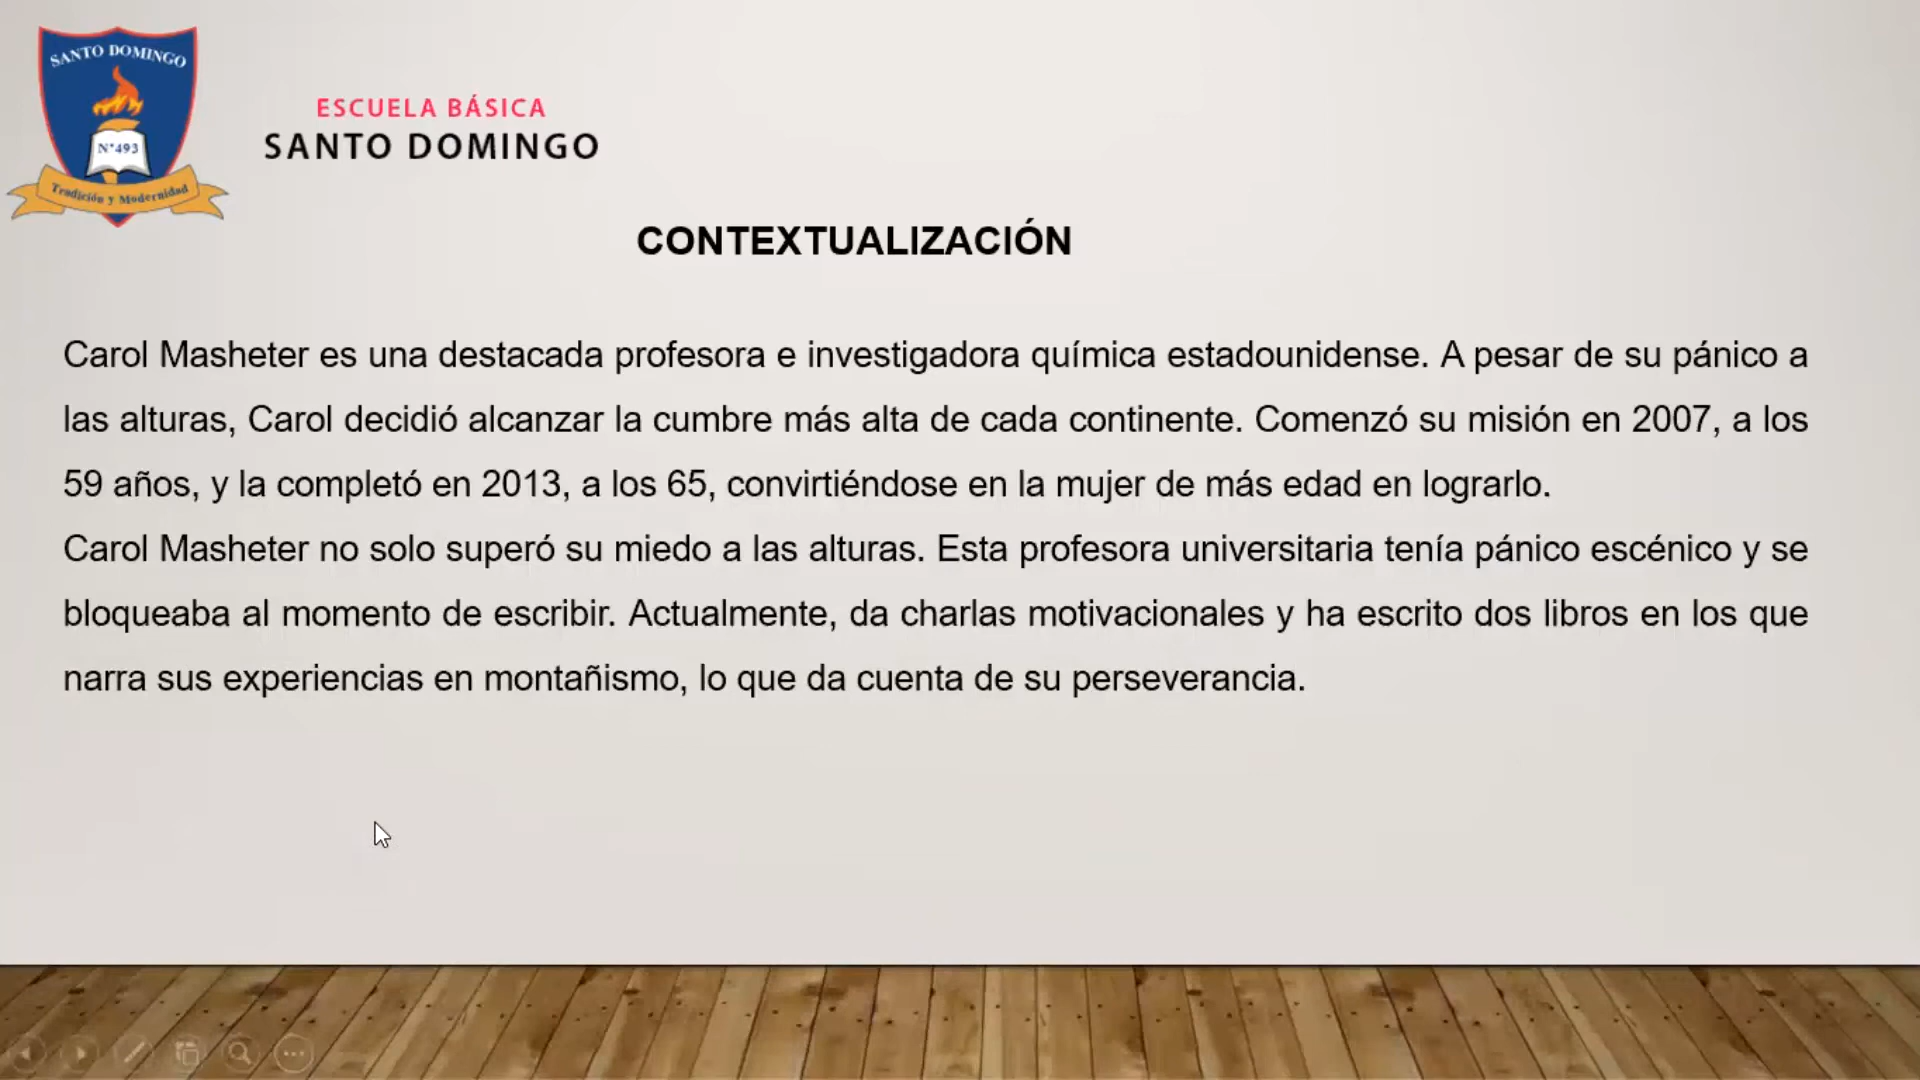 SANTO DOMINGO
N°493
Tradición y Modernidad
ESCUELA BÁSICA
SANTO DOMINGO
CONTEXTUALIZACIÓN
Carol Masheter es una destacada profesora e investigadora química estadounidense. A pesar de su pánico a
las alturas, Carol decidió alcanzar la cumbre más alta de cada continente. Comenzó su misión en 2007, a los
59 años, y la completó en 2013, a los 65, convirtiéndose en la mujer de más edad en lograrlo.
Carol Masheter no solo superó su miedo a las alturas. Esta profesora universitaria tenía pánico escénico y se
bloqueaba al momento de escribir. Actualmente, da charlas motivacionales y ha escrito dos libros en los que
narra sus experiencias en montañismo, lo que da cuenta de su perseverancia.